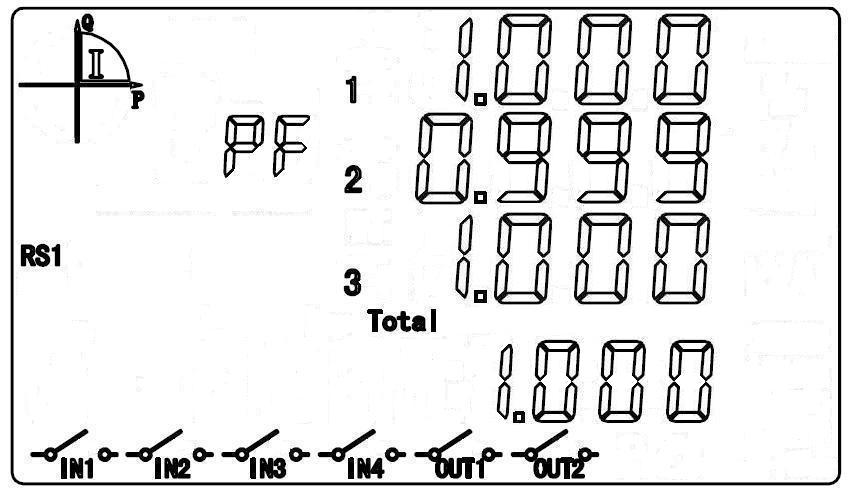 Q
I
P
1 1.000
PF
2 0.999
RS1
3 1.000
Total
1.000
IN1 IN2 IN3 IN4 OUT1 OUT2